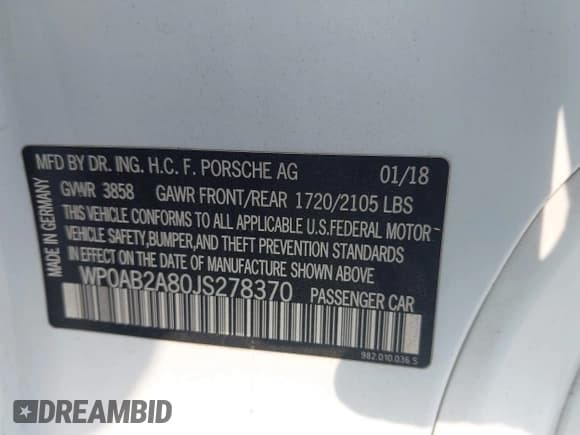 MFD BY DR. ING. H.C. F. PORSCHE AG 01/18
GVWR 3858 GAWR FRONT/REAR 1720/2105 LBS
THIS VEHICLE CONFORMS TO ALL APPLICABLE U.S.FEDERAL MOTOR-
VEHICLE SAFETY,BUMPER,AND THEFT PREVENTION STANDARDS
IN EFFECT ON THE DATE OF MANUFACTURE SHOWN ABOVE.
WP0AB2A80JS278370 PASSENGER CAR
MADE IN GERMANY
982.010.036 S
DREAMBID